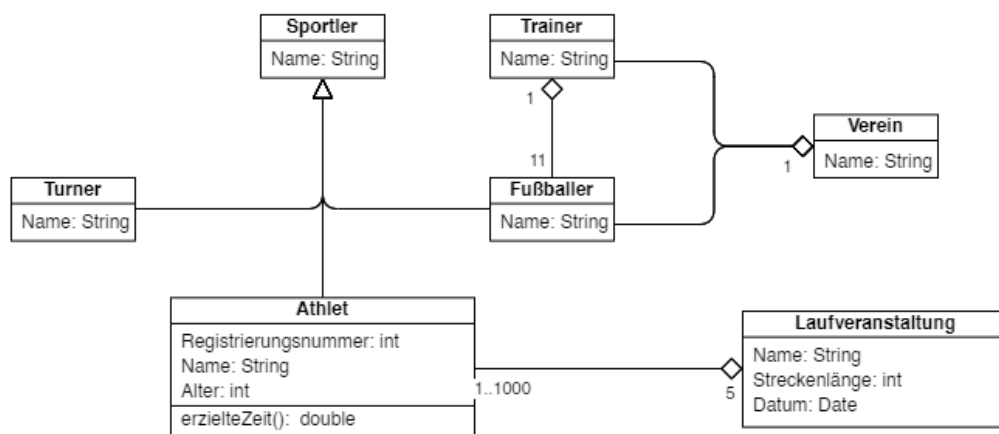 Sportler
Name: String
Trainer
Name: String
1
11
Verein
Name: String
1
Turner
Name: String
Fußballer
Name: String
Athlet
Registrierungsnummer: int
Name: String
Alter: int
erzielteZeit():  double
1..1000
5
Laufveranstaltung
Name: String
Streckenlänge: int
Datum: Date